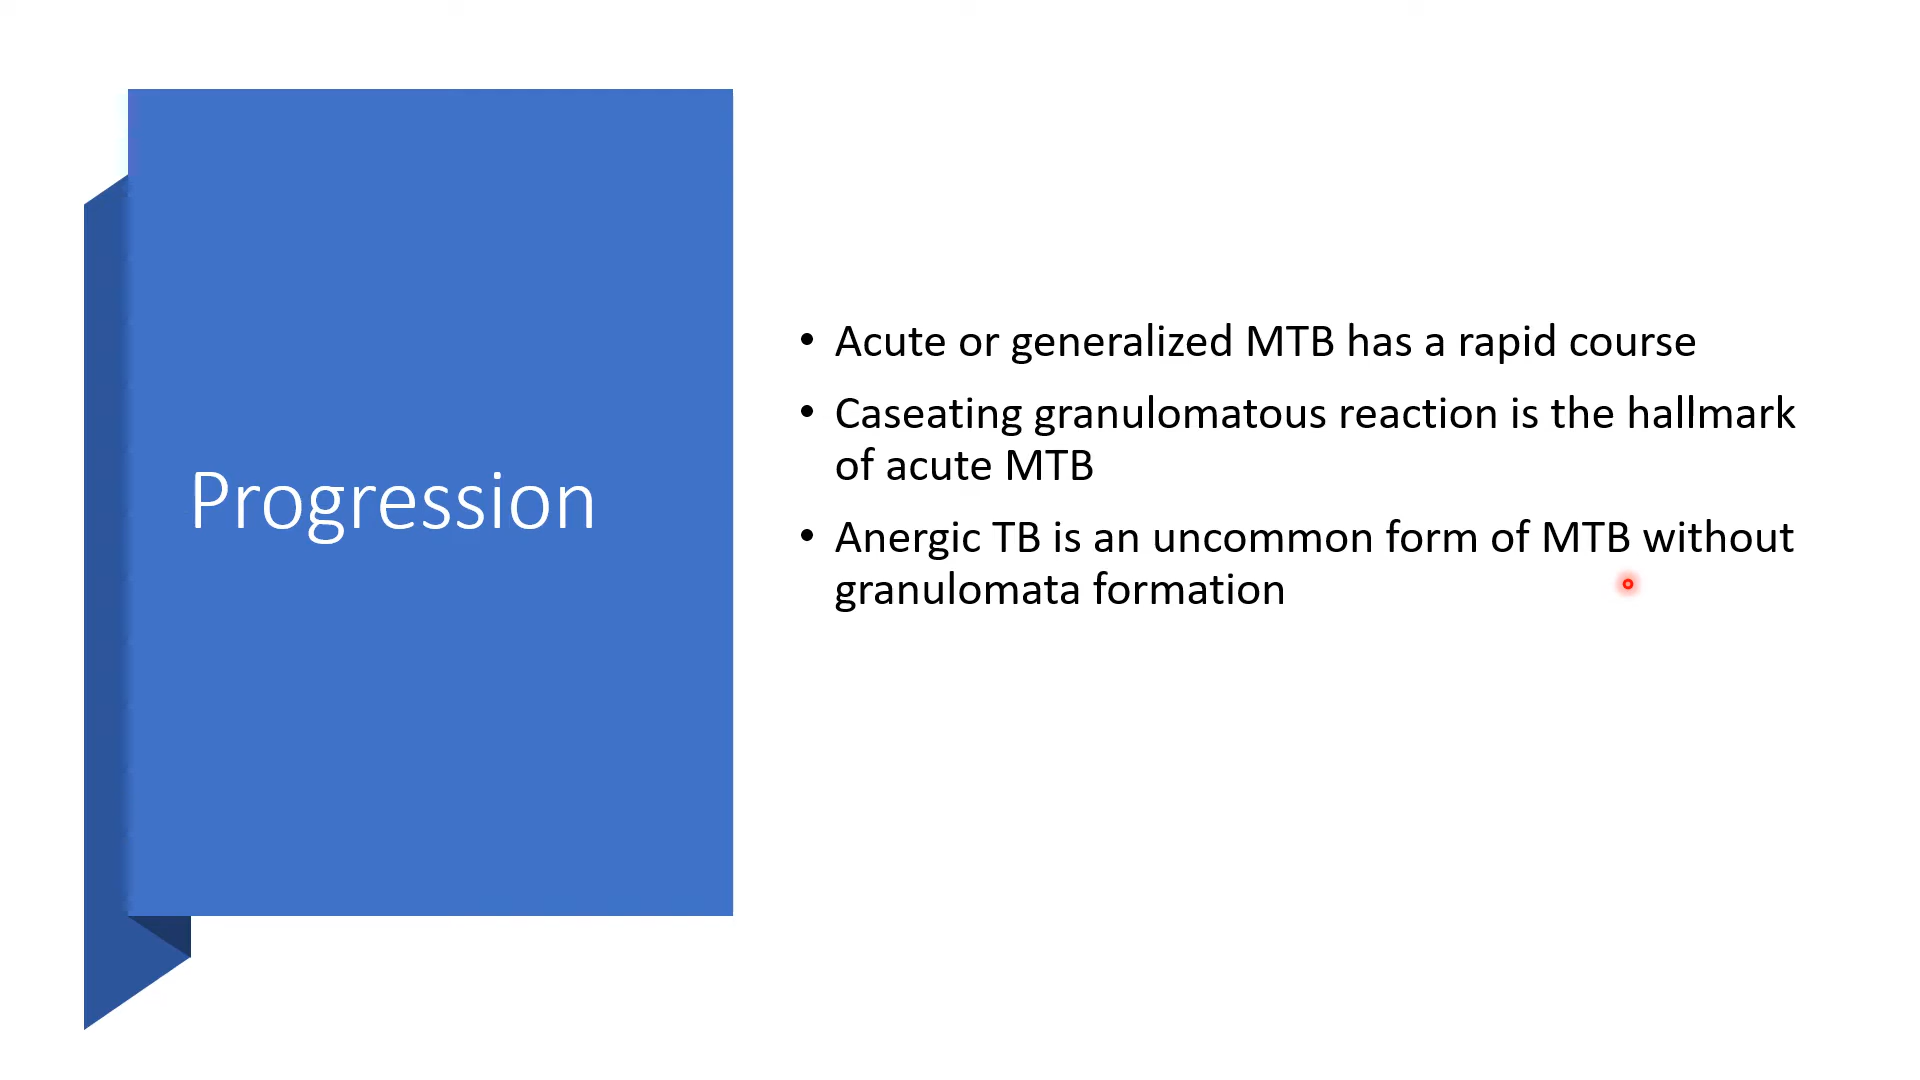 Progression
• Acute or generalized MTB has a rapid course
• Caseating granulomatous reaction is the hallmark
of acute MTB
• Anergic TB is an uncommon form of MTB without
granulomata formation